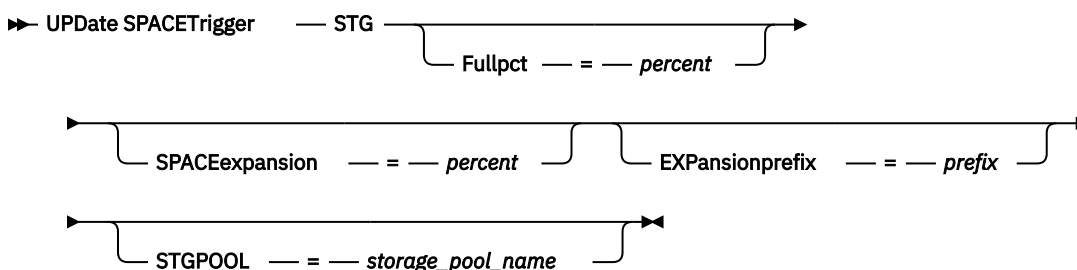 UPDate SPACETrigger — STG
Fullpct — = — percent
SPACEexpansion — = — percent EXPansionprefix — = — prefix
STGPOOL — = — storage_pool_name